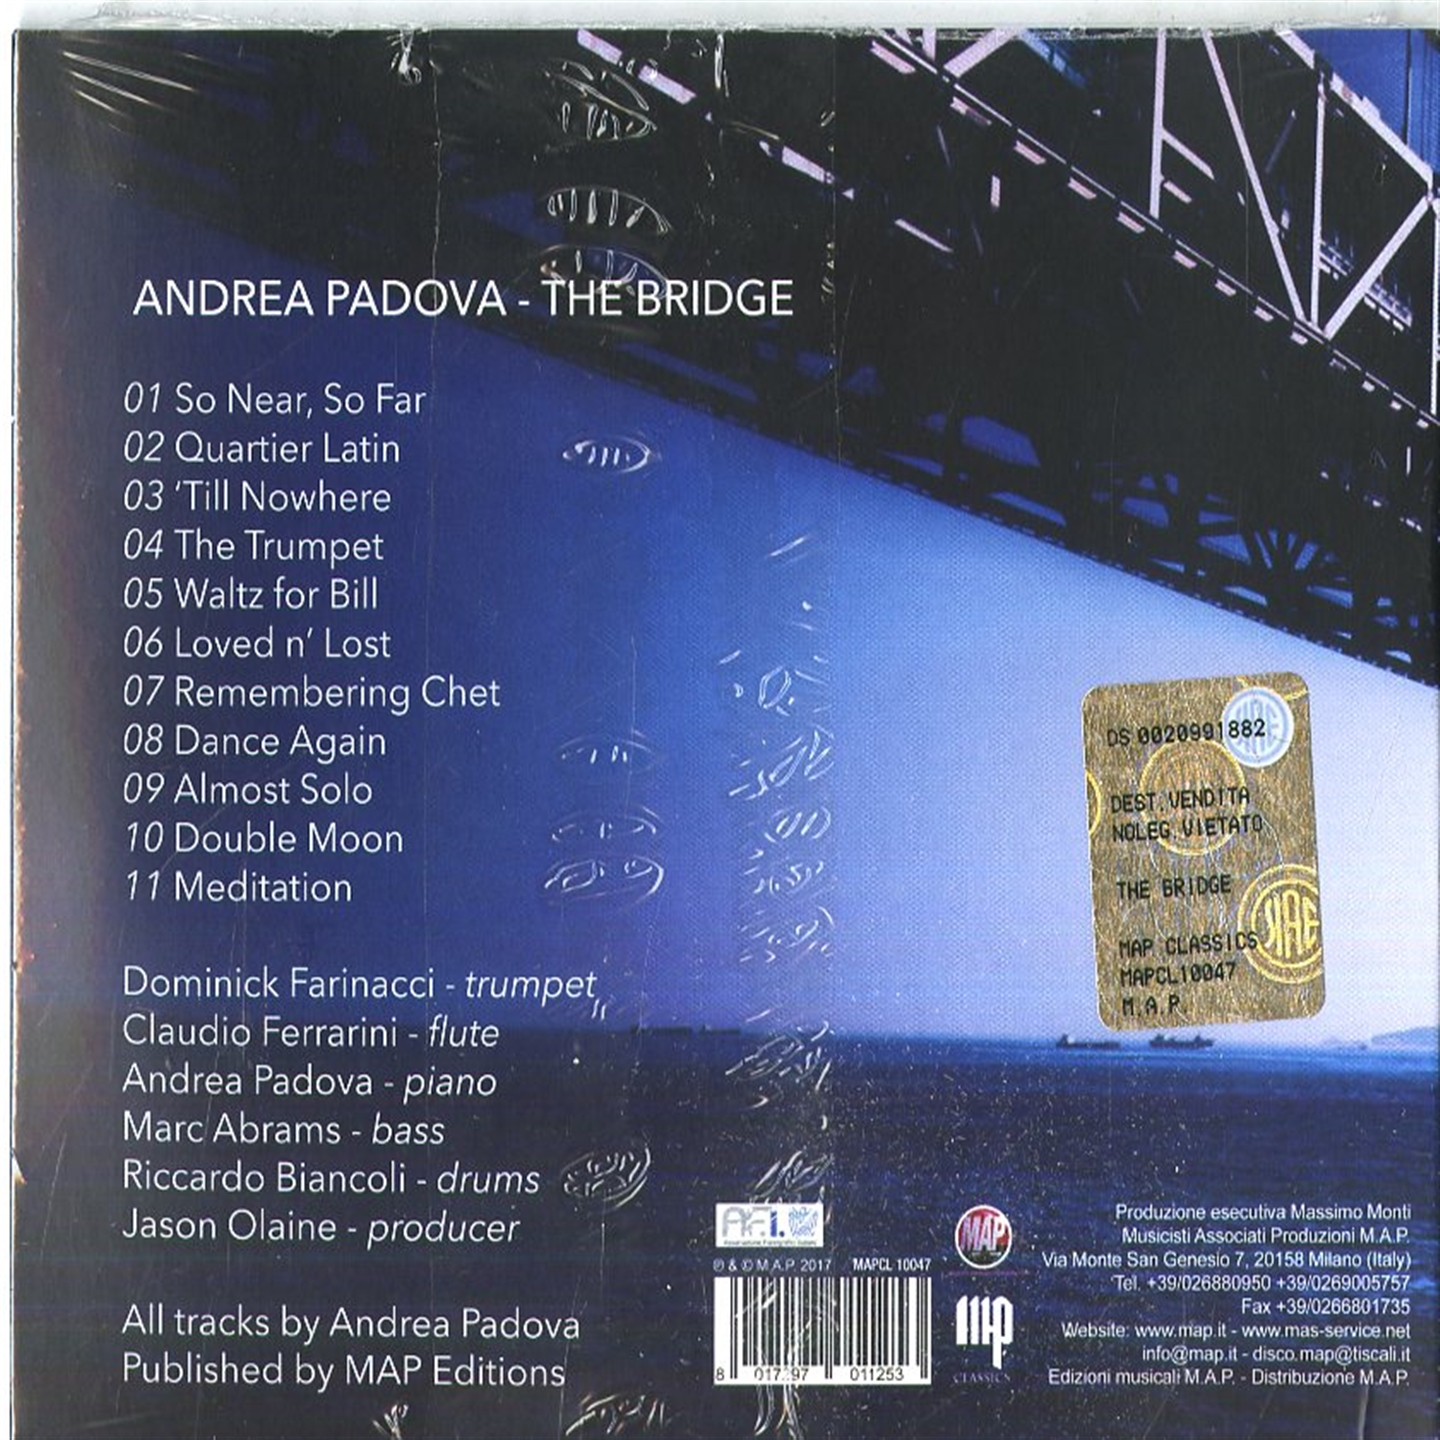 ANDREA PADOVA - THE BRIDGE
01 So Near, So Far
02 Quartier Latin
03 ‘Till Nowhere
04 The Trumpet
05 Waltz for Bill
06 Loved n’ Lost
07 Remembering Chet
08 Dance Again
09 Almost Solo
10 Double Moon
11 Meditation
Dominick Farinacci - trumpet
Claudio Ferrarini - flute
Andrea Padova - piano
Marc Abrams - bass
Riccardo Biancoli - drums
Jason Olaine - producer
All tracks by Andrea Padova
Published by MAP Editions
DS 0020991882
DEST.VENDITA
NOLEG.VIETATO
THE BRIDGE
MAP CLASSICS
MAPCL10047
M.A.P.
SIAE
A.F.I.
℗ & © M.A.P. 2017 MAPCL 10047
011253
MAP
map
CLASSICS
Produzione esecutiva Massimo Monti
Musicisti Associati Produzioni M.A.P.
Via Monte San Genesio 7, 20158 Milano (Italy)
Tel. +39/026880950 +39/0269005757
Fax +39/0266801735
Website: www.map.it - www.mas-service.net
info@map.it - disco.map@tiscali.it
Edizioni musicali M.A.P. - Distribuzione M.A.P.